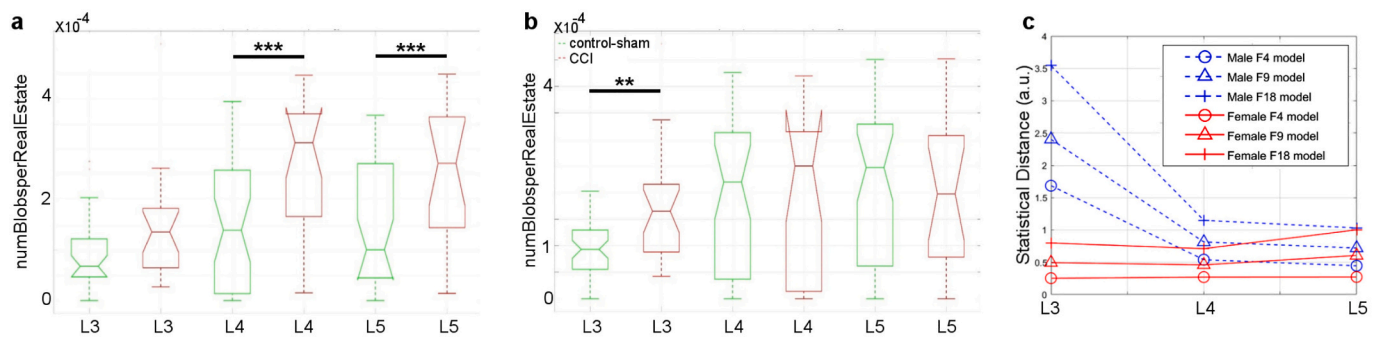 a
X10-4
numBlobsperRealEstate
4
2
0
***
***
L3
L3
L4
L4
L5
L5
b
X10-4
numBlobsperRealEstate
4
1
0
control-sham
CCI
**
L3
L3
L4
L4
L5
L5
c
Statistical Distance (a.u.)
4
3.5
3
2.5
2
1.5
1
0.5
0
Male F4 model
Male F9 model
Male F18 model
Female F4 model
Female F9 model
Female F18 model
L3
L4
L5